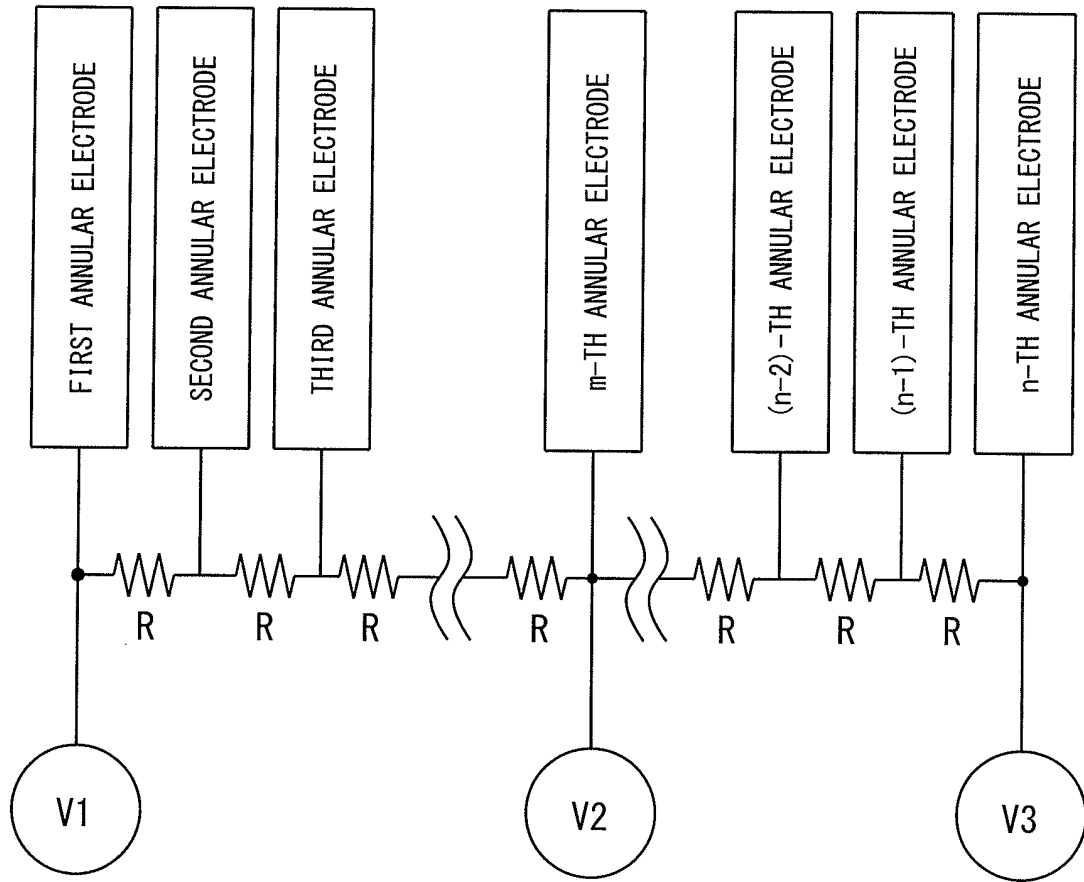 FIRST ANNULAR ELECTRODE
SECOND ANNULAR ELECTRODE
THIRD ANNULAR ELECTRODE
m-TH ANNULAR ELECTRODE
(n-2)-TH ANNULAR ELECTRODE
(n-1)-TH ANNULAR ELECTRODE
n-TH ANNULAR ELECTRODE
R R R R R R R
V1 V2 V3